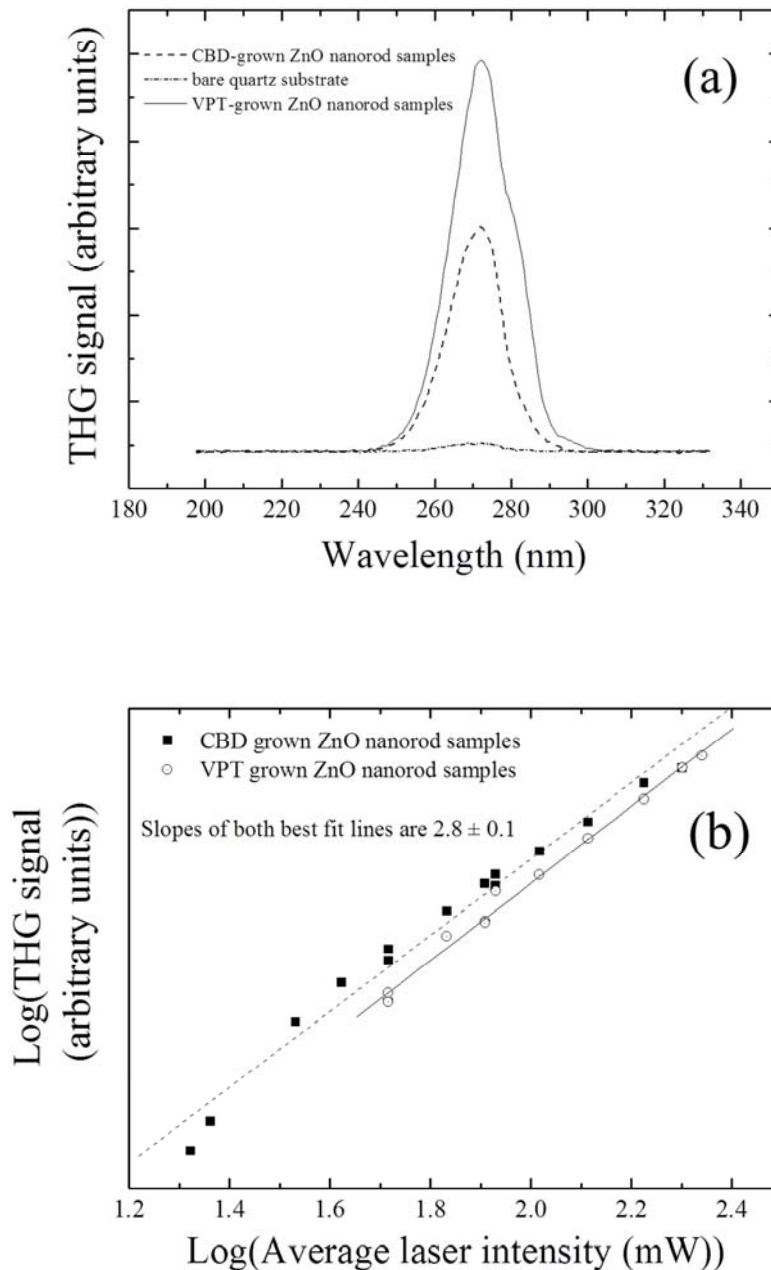 CBD-grown ZnO nanorod samples
bare quartz substrate
VPT-grown ZnO nanorod samples
(a)
THG signal (arbitrary units)
180 200 220 240 260 280 300 320 340
Wavelength (nm)
CBD grown ZnO nanorod samples
VPT grown ZnO nanorod samples
Slopes of both best fit lines are 2.8 ± 0.1
(b)
Log(THG signal
(arbitrary units))
1.2 1.4 1.6 1.8 2.0 2.2 2.4
Log(Average laser intensity (mW))